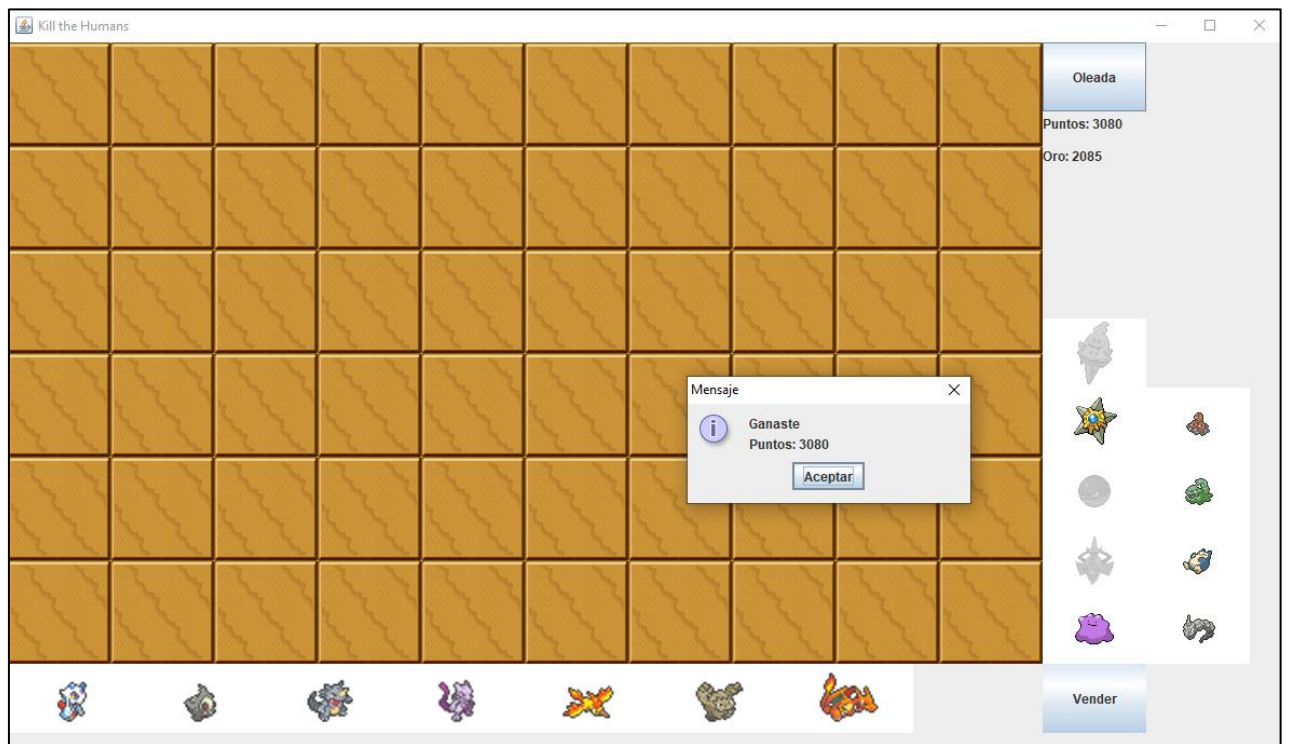 Kill the Humans
Oleada
Puntos: 3080
Oro: 2085
Mensaje
Ganaste
Puntos: 3080
Aceptar
Vender